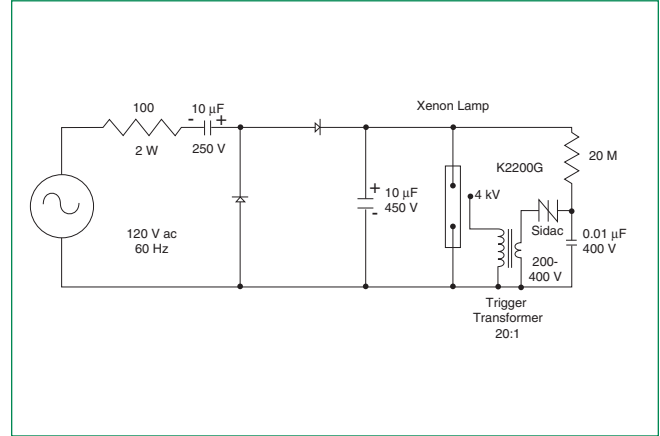 100
2 W
- 10 μF +
250 V
120 V ac
60 Hz
+ 10 μF
- 450 V
Xenon Lamp
4 kV
K2200G
Sidac
20 M
0.01 μF
400 V
200-
400 V
Trigger
Transformer
20:1